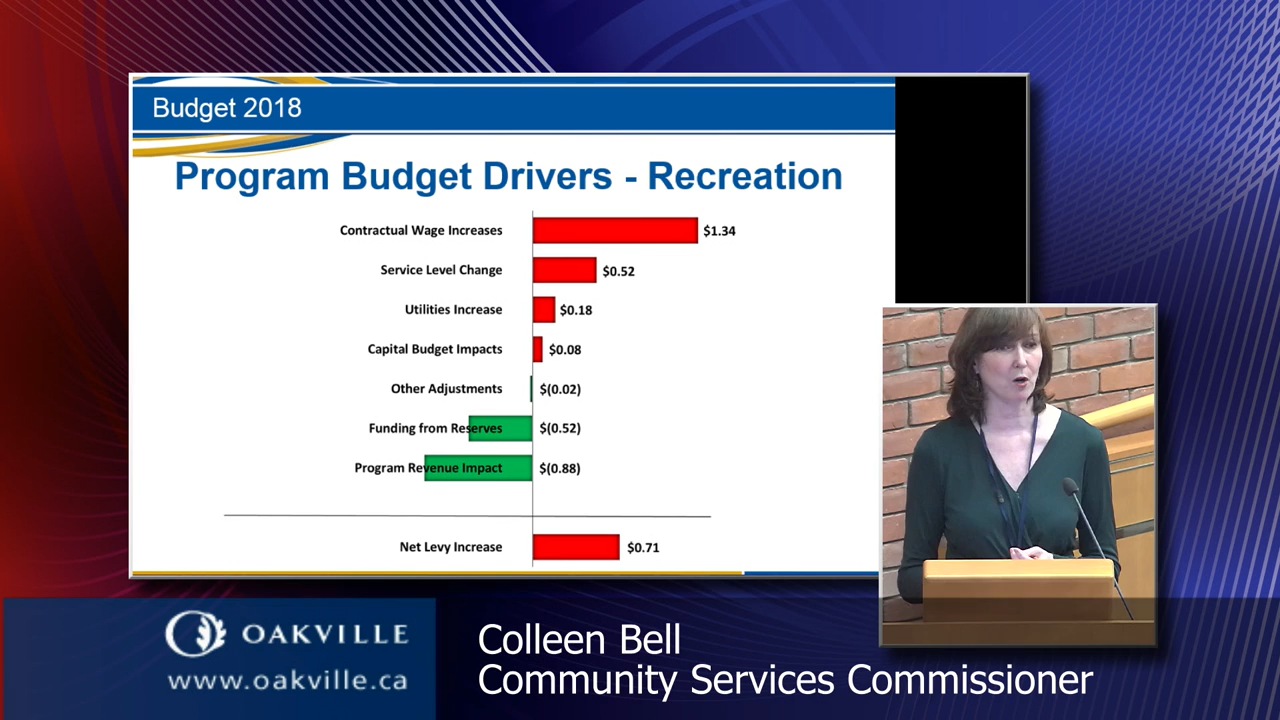 Budget 2018
Program Budget Drivers - Recreation
Contractual Wage Increases $1.34
Service Level Change $0.52
Utilities Increase $0.18
Capital Budget Impacts $0.08
Other Adjustments $(0.02)
Funding from Reserves $(0.52)
Program Revenue Impact $(0.88)
Net Levy Increase $0.71
OAKVILLE
www.oakville.ca
Colleen Bell
Community Services Commissioner